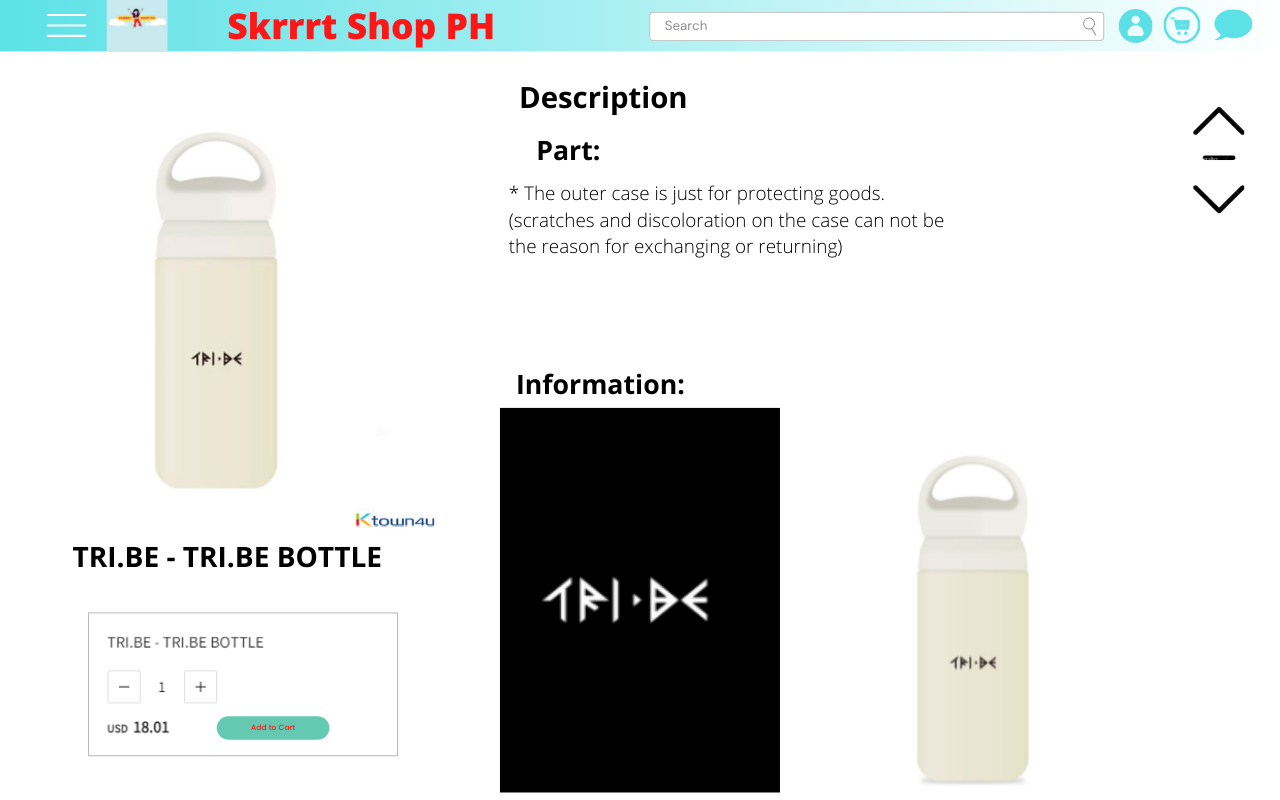 Skrrrt Shop PH
Search
Description
Part:
* The outer case is just for protecting goods.
(scratches and discoloration on the case can not be
the reason for exchanging or returning)
TRI·BE
Ktown4u
TRI.BE - TRI.BE BOTTLE
TRI.BE - TRI.BE BOTTLE
− 1 +
USD 18.01
Add to Cart
Information:
TRI·BE
TRI·BE